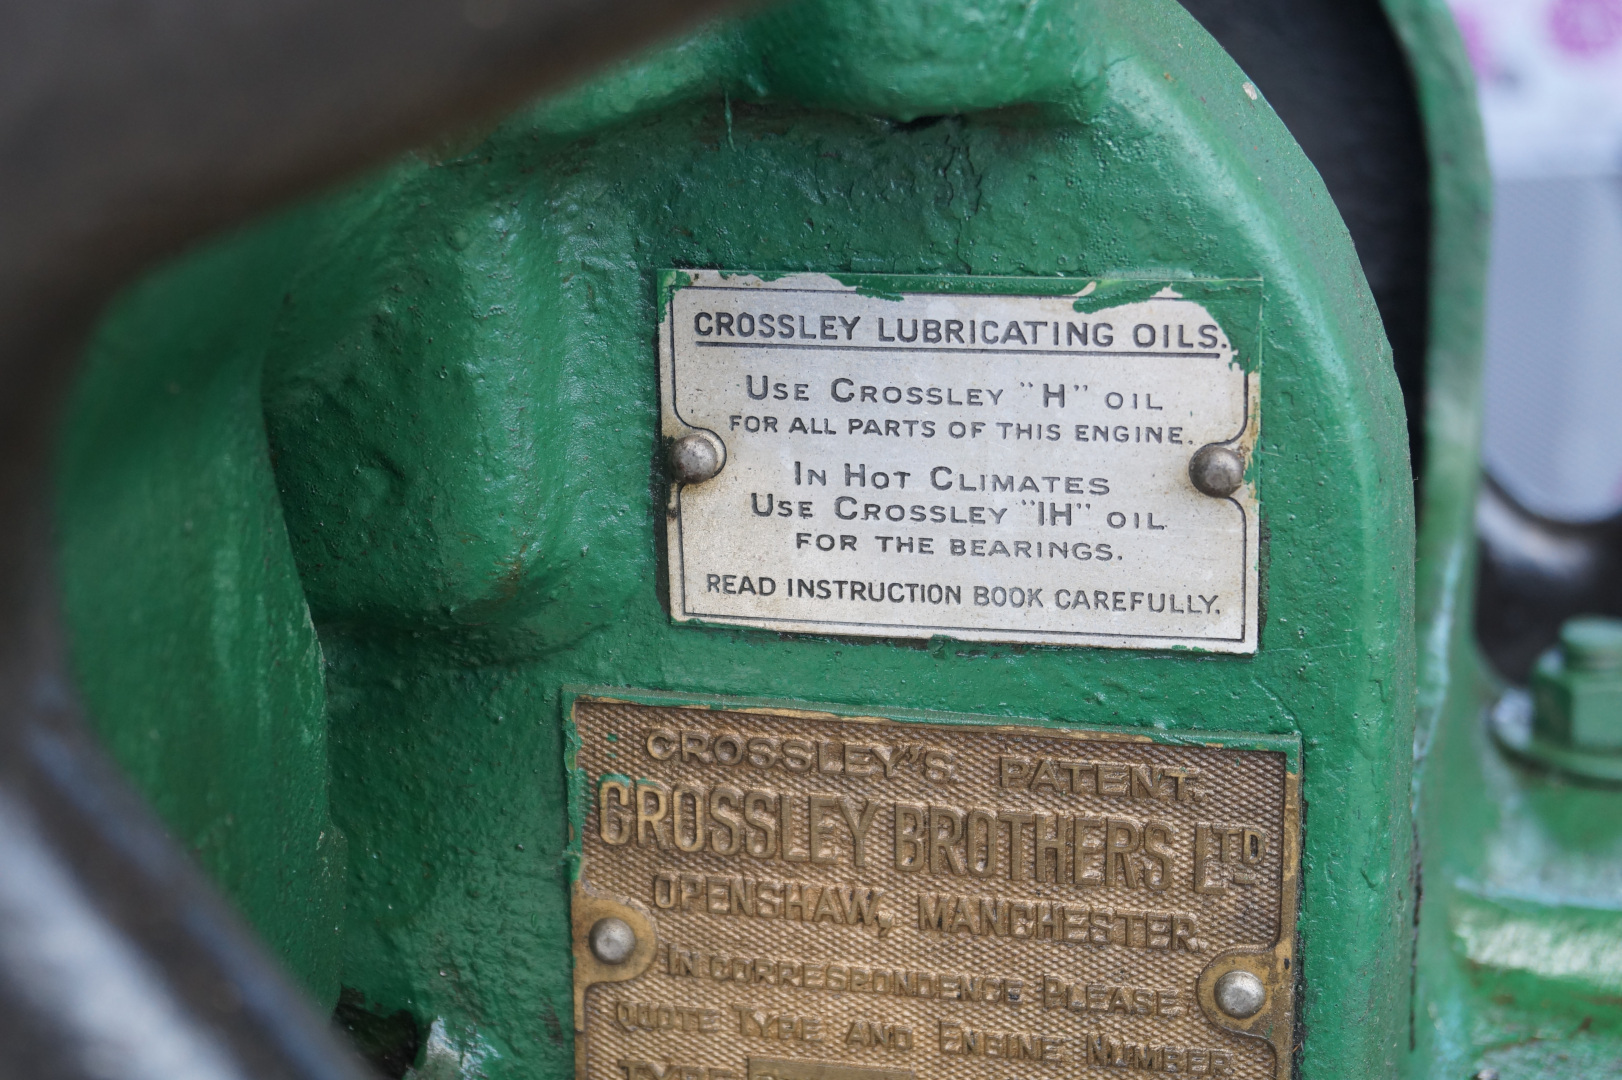 CROSSLEY LUBRICATING OILS.
USE CROSSLEY "H" OIL
FOR ALL PARTS OF THIS ENGINE.
IN HOT CLIMATES
USE CROSSLEY "IH" OIL
FOR THE BEARINGS.
READ INSTRUCTION BOOK CAREFULLY.
CROSSLEY'S PATENT.
CROSSLEY BROTHERS LTD
OPENSHAW, MANCHESTER.
IN CORRESPONDENCE PLEASE
QUOTE TYPE AND ENGINE NUMBER
TYPE